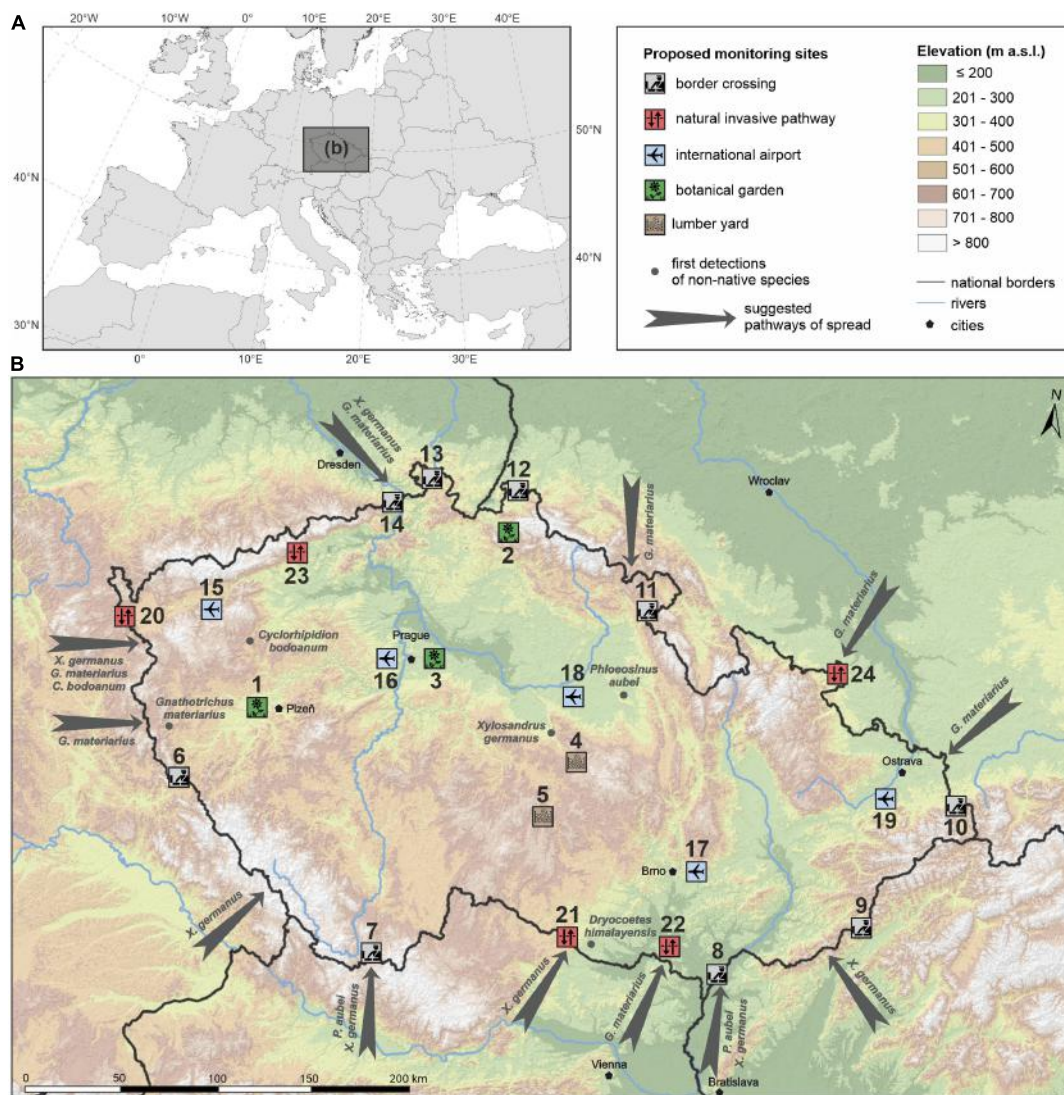 A
20°W
10°W
0°
10°E
20°E
30°E
40°E
50°N
40°N
40°N
30°N
0°
10°E
20°E
30°E
(b)
Proposed monitoring sites
border crossing
natural invasive pathway
international airport
botanical garden
lumber yard
first detections
of non-native species
suggested
pathways of spread
Elevation (m a.s.l.)
≤ 200
201 - 300
301 - 400
401 - 500
501 - 600
601 - 700
701 - 800
> 800
national borders
rivers
cities
B
N
X. germanus
G. materiarius
Dresden
13
12
14
2
Wroclaw
G. materiarius
23
15
11
20
Cyclorhipidion
bodoanum
Prague
G. materiarius
X. germanus
G. materiarius
C. bodoanum
16
3
18
Phloeosinus
aubei
24
1
Plzeň
Gnathotrichus
materiarius
G. materiarius
G. materiarius
Xylosandrus
germanus
4
6
Ostrava
5
19
10
17
Brno
X. germanus
9
7
21
Dryocoetes
himalayensis
22
8
X. germanus
P. aubei
X. germanus
X. germanus
G. materiarius
P. aubei
X. germanus
Vienna
Bratislava
0 50 100 200 km